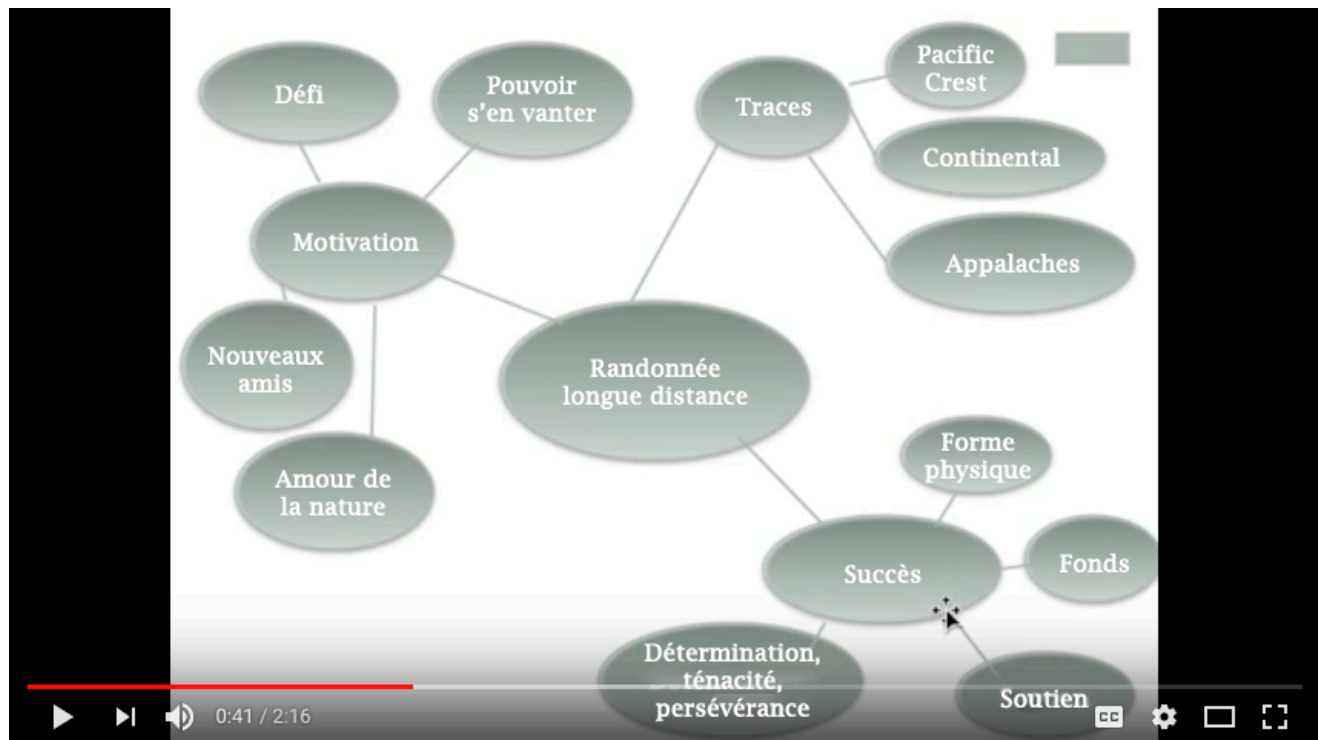 Défi
Pouvoir
s'en vanter
Motivation
Nouveaux
amis
Amour de
la nature
Traces
Pacific
Crest
Continental
Appalaches
Randonnée
longue distance
Forme
physique
Succès
Fonds
Détermination,
ténacité,
persévérance
Soutien
0:41 / 2:16
CC